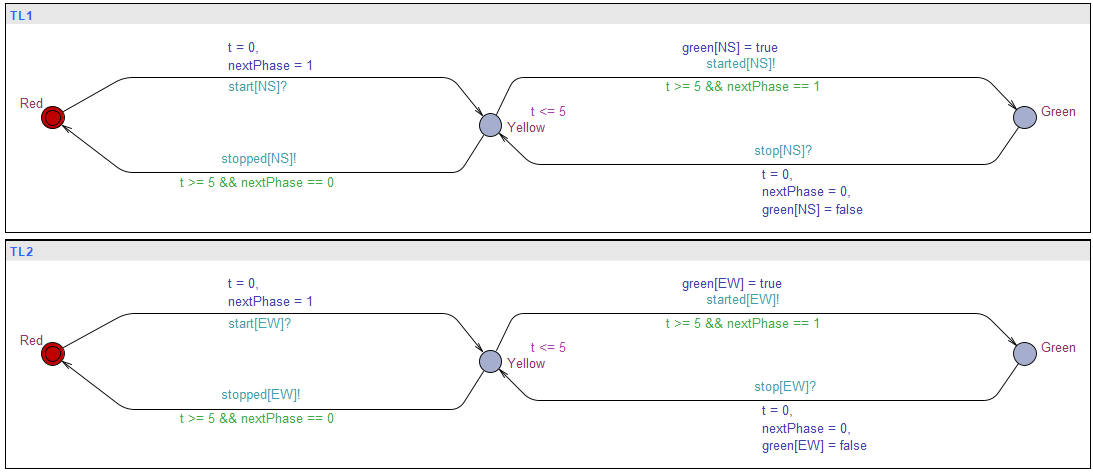 TL1
t = 0,
nextPhase = 1
start[NS]?
green[NS] = true
started[NS]!
t >= 5 && nextPhase == 1
Red
t <= 5
Yellow
Green
stopped[NS]!
t >= 5 && nextPhase == 0
stop[NS]?
t = 0,
nextPhase = 0,
green[NS] = false
TL2
t = 0,
nextPhase = 1
start[EW]?
green[EW] = true
started[EW]!
t >= 5 && nextPhase == 1
Red
t <= 5
Yellow
Green
stopped[EW]!
t >= 5 && nextPhase == 0
stop[EW]?
t = 0,
nextPhase = 0,
green[EW] = false